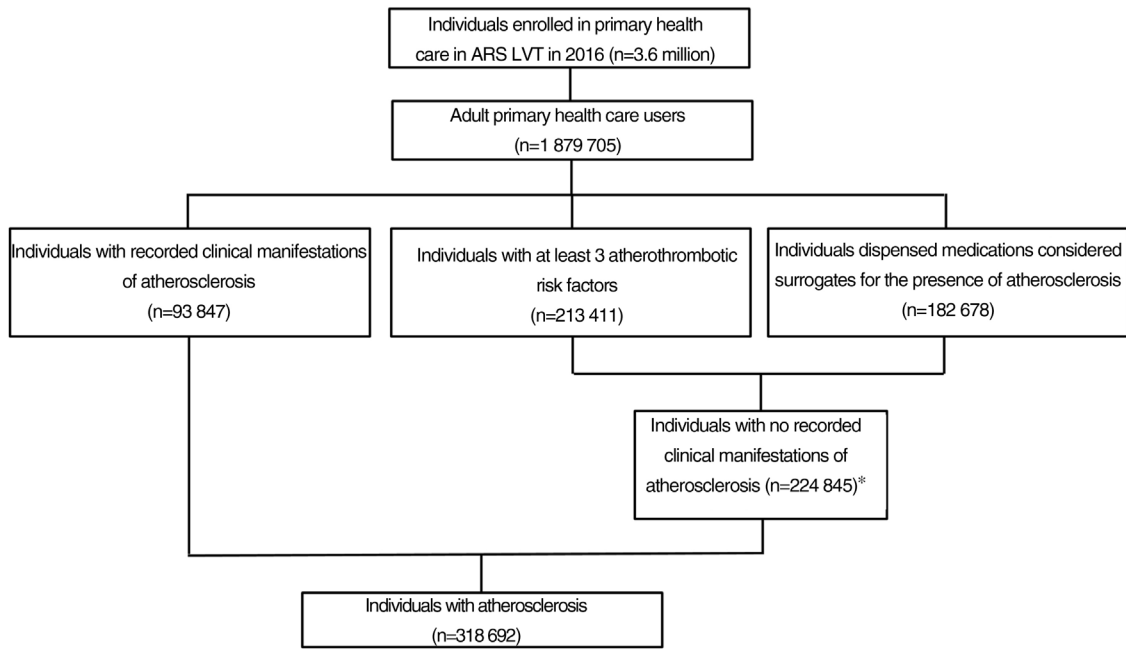 Individuals enrolled in primary health
care in ARS LVT in 2016 (n=3.6 million)
Adult primary health care users
(n=1 879 705)
Individuals with recorded clinical manifestations
of atherosclerosis
(n=93 847)
Individuals with at least 3 atherothrombotic
risk factors
(n=213 411)
Individuals dispensed medications considered
surrogates for the presence of atherosclerosis
(n=182 678)
Individuals with no recorded
clinical manifestations of
atherosclerosis (n=224 845)*
Individuals with atherosclerosis
(n=318 692)